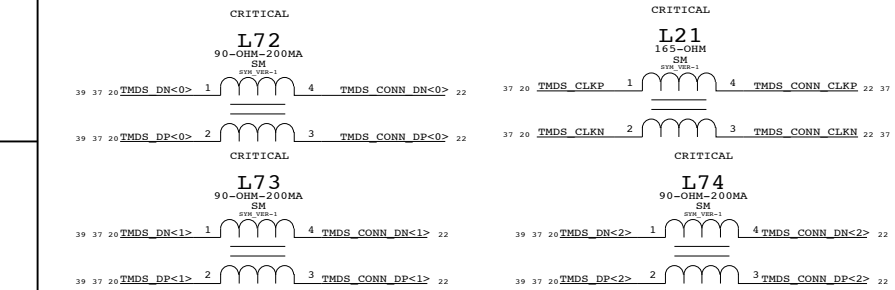 CRITICAL
L72
90-OHM-200MA
SM
SYM_VER-1
39 37 20 TMDS_DN<0> 1 4 TMDS_CONN_DN<0> 22
39 37 20 TMDS_DP<0> 2 3 TMDS_CONN_DP<0> 22
CRITICAL
L21
165-OHM
SM
SYM_VER-1
37 20 TMDS_CLKP 1 4 TMDS_CONN_CLKP 22 37
37 20 TMDS_CLKN 2 3 TMDS_CONN_CLKN 22 37
CRITICAL
L73
90-OHM-200MA
SM
SYM_VER-1
39 37 20 TMDS_DN<1> 1 4 TMDS_CONN_DN<1> 22
39 37 20 TMDS_DP<1> 2 3 TMDS_CONN_DP<1> 22
CRITICAL
L74
90-OHM-200MA
SM
SYM_VER-1
39 37 20 TMDS_DN<2> 1 4 TMDS_CONN_DN<2> 22
39 37 20 TMDS_DP<2> 2 3 TMDS_CONN_DP<2> 22